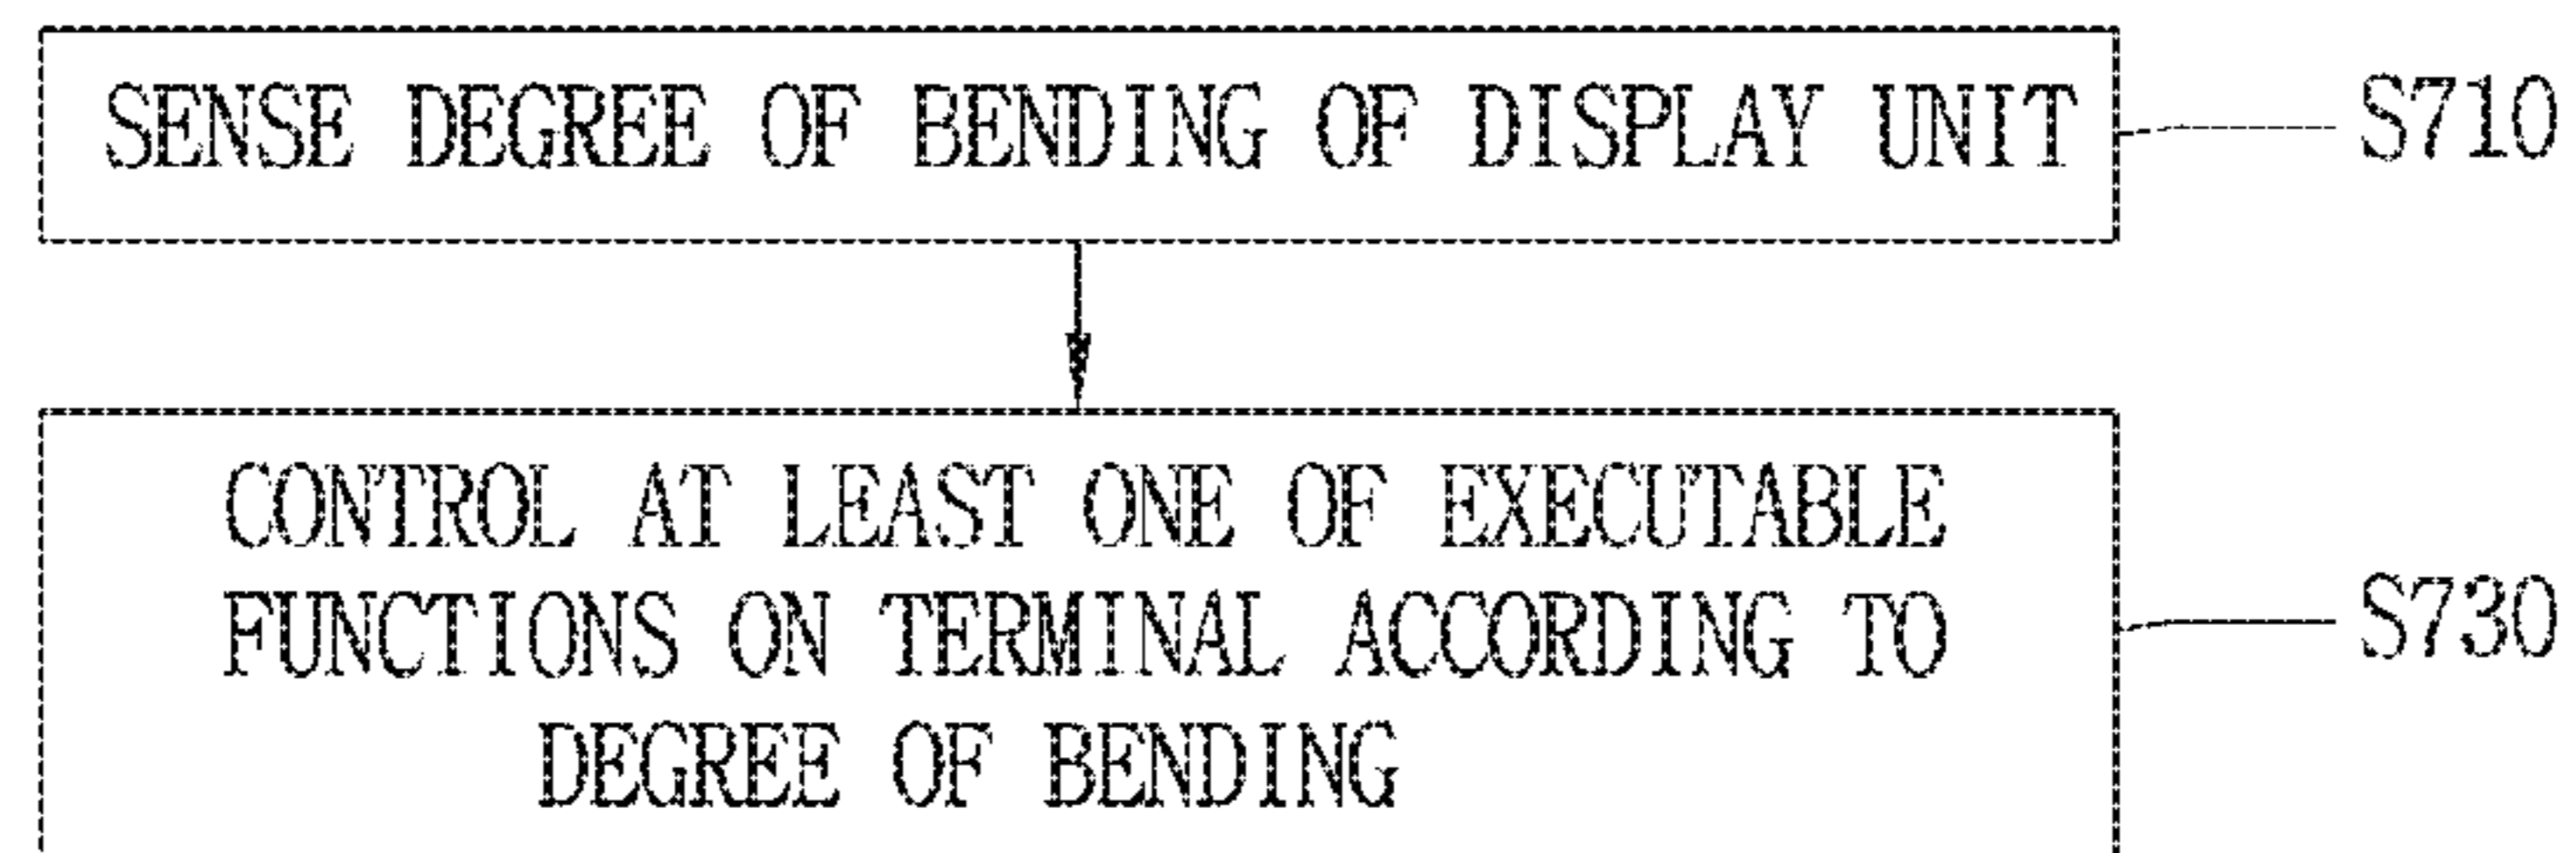 SENSE DEGREE OF BENDING OF DISPLAY UNIT
S710
CONTROL AT LEAST ONE OF EXECUTABLE
FUNCTIONS ON TERMINAL ACCORDING TO
DEGREE OF BENDING
S730